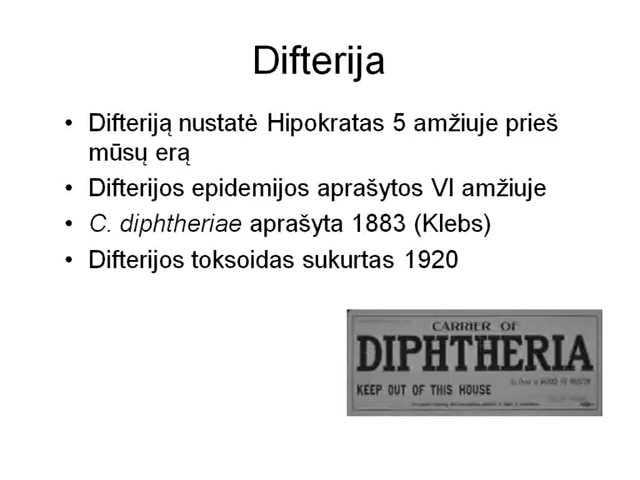 Difterija
• Difteriją nustatė Hipokratas 5 amžiuje prieš
mūsų erą
• Difterijos epidemijos aprašytos VI amžiuje
• C. diphtheriae aprašyta 1883 (Klebs)
• Difterijos toksoidas sukurtas 1920
CARRIER OF
DIPHTHERIA
KEEP OUT OF THIS HOUSE